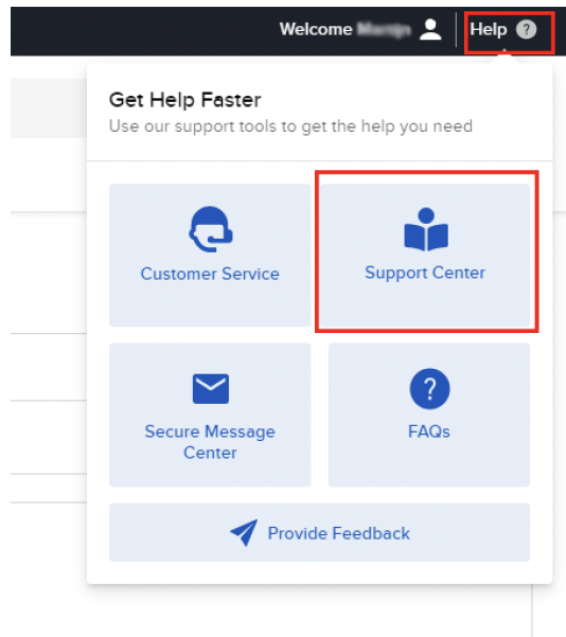 Welcome
Help ?
Get Help Faster
Use our support tools to get the help you need
Customer Service
Support Center
Secure Message
Center
?
FAQs
Provide Feedback